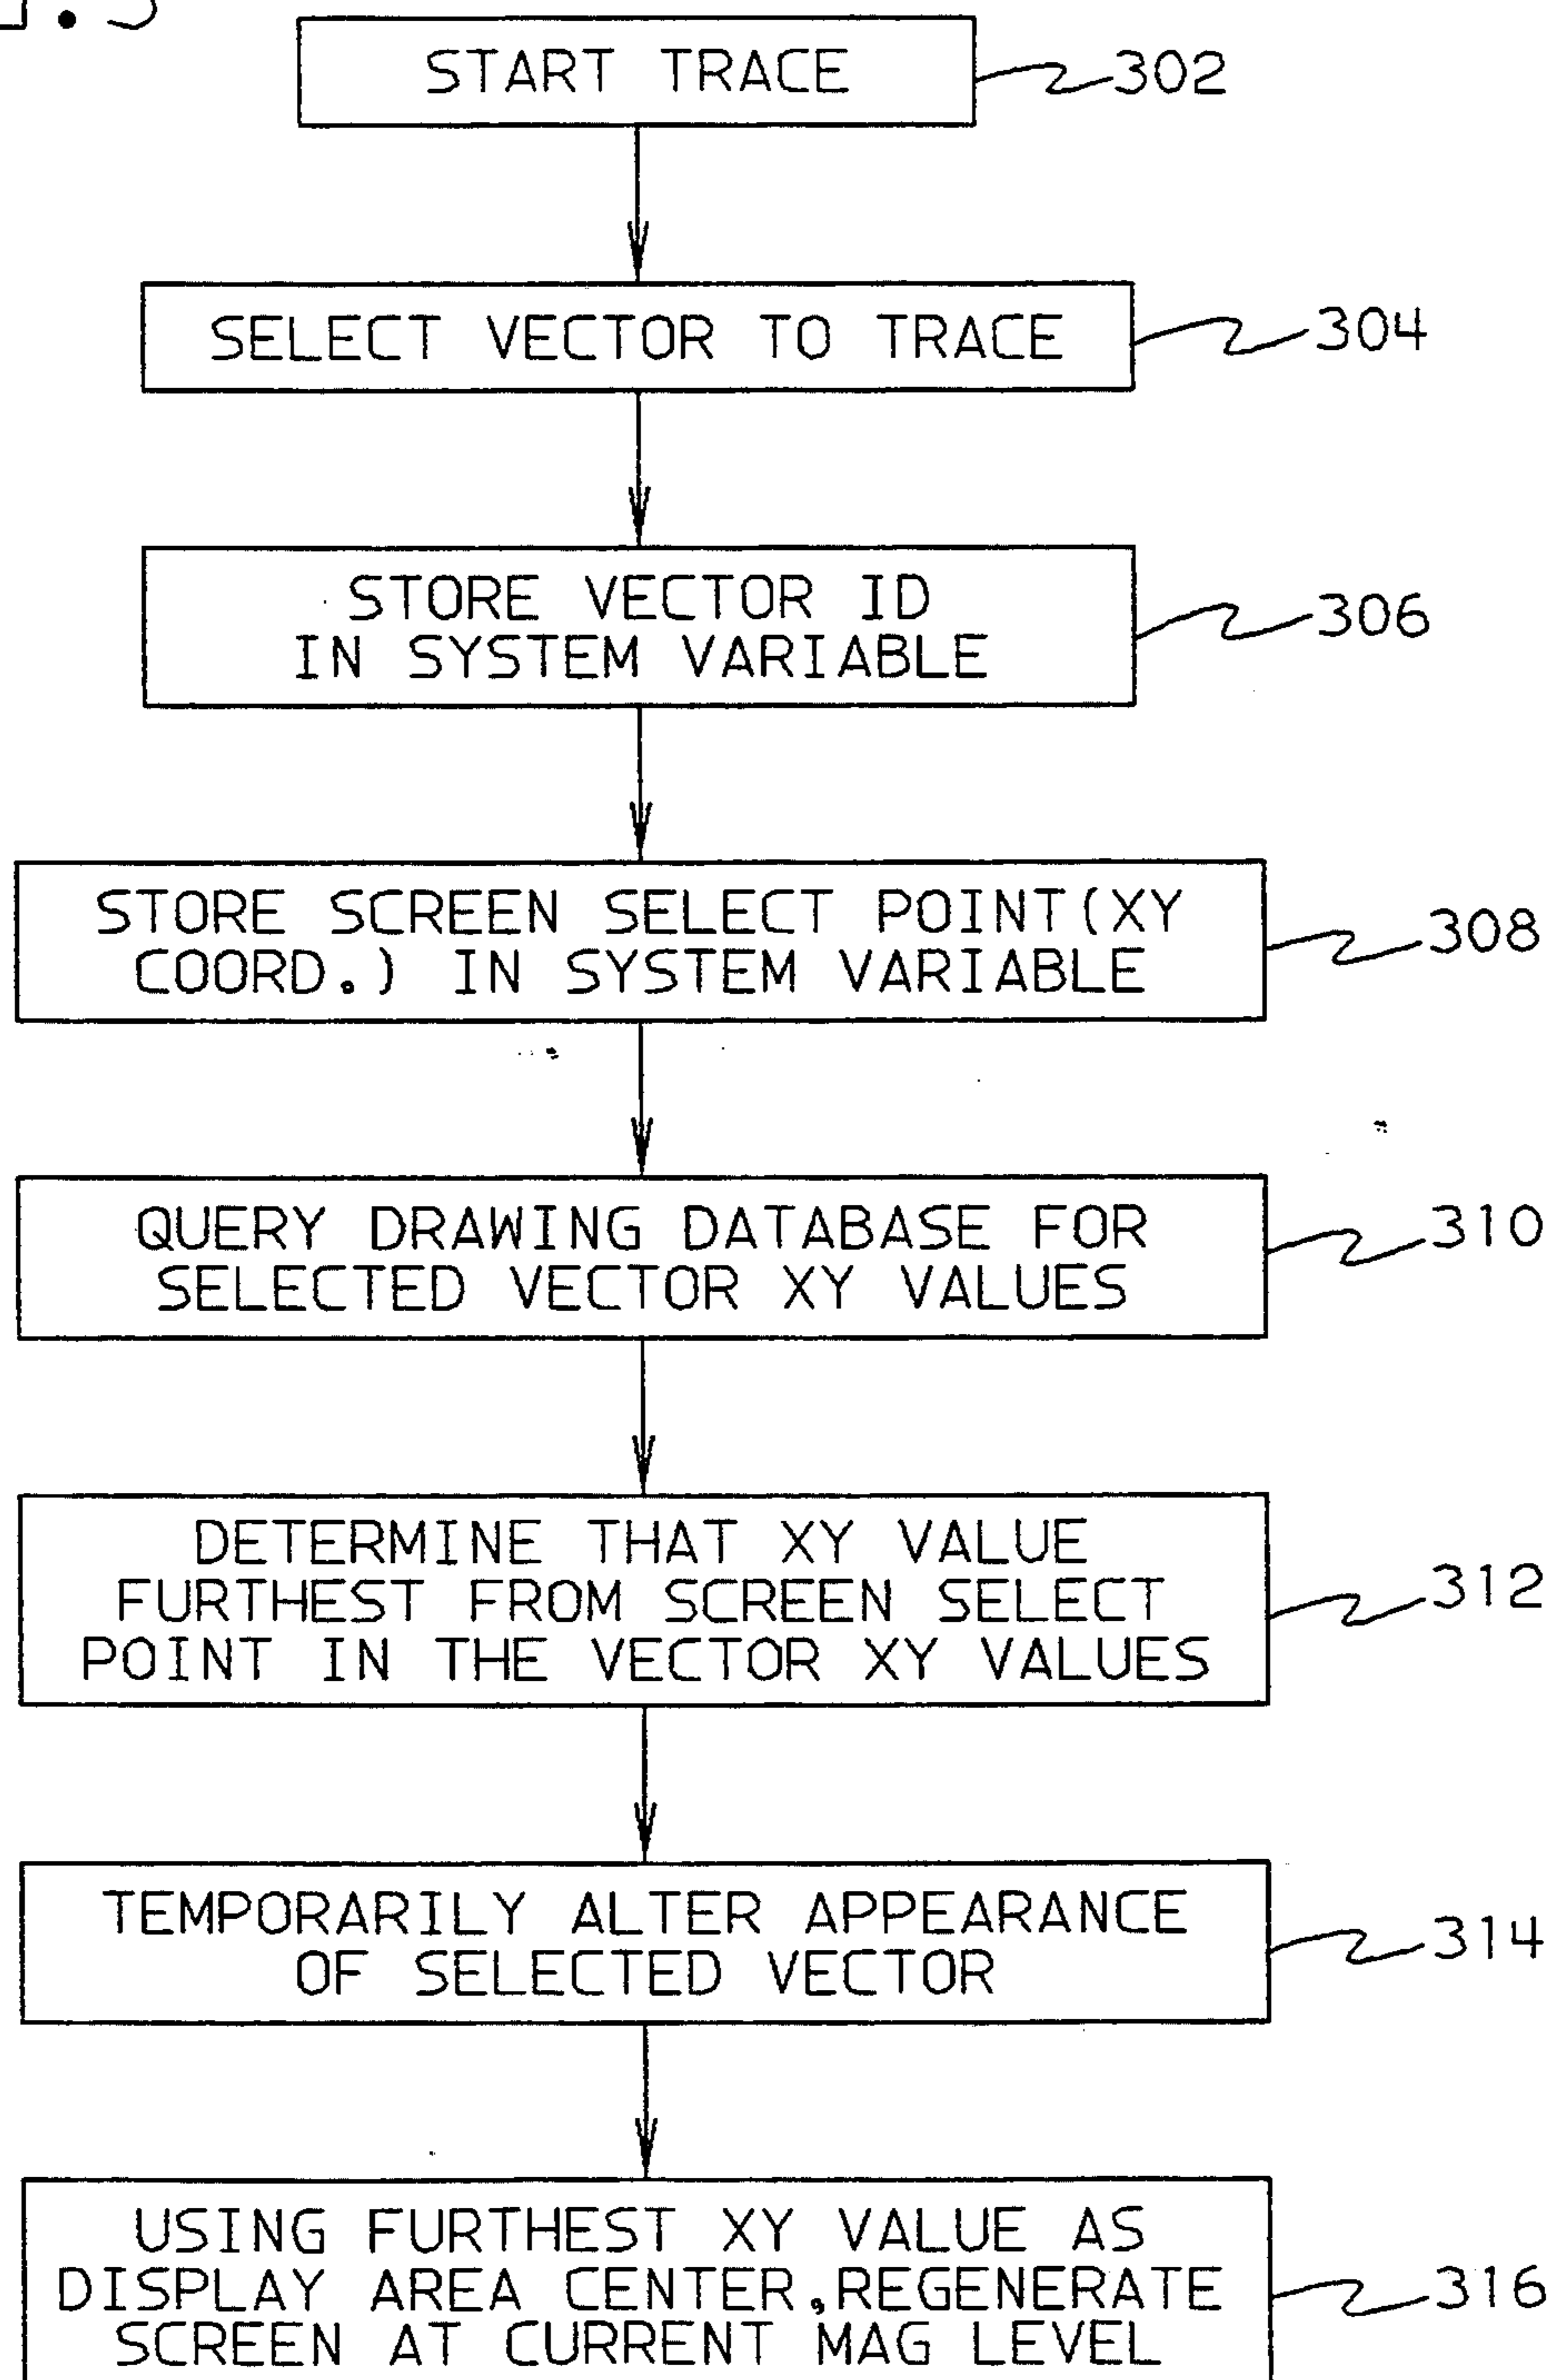 START TRACE
302
SELECT VECTOR TO TRACE
304
STORE VECTOR ID
IN SYSTEM VARIABLE
306
STORE SCREEN SELECT POINT(XY
COORD.) IN SYSTEM VARIABLE
308
QUERY DRAWING DATABASE FOR
SELECTED VECTOR XY VALUES
310
DETERMINE THAT XY VALUE
FURTHEST FROM SCREEN SELECT
POINT IN THE VECTOR XY VALUES
312
TEMPORARILY ALTER APPEARANCE
OF SELECTED VECTOR
314
USING FURTHEST XY VALUE AS
DISPLAY AREA CENTER,REGENERATE
SCREEN AT CURRENT MAG LEVEL
316